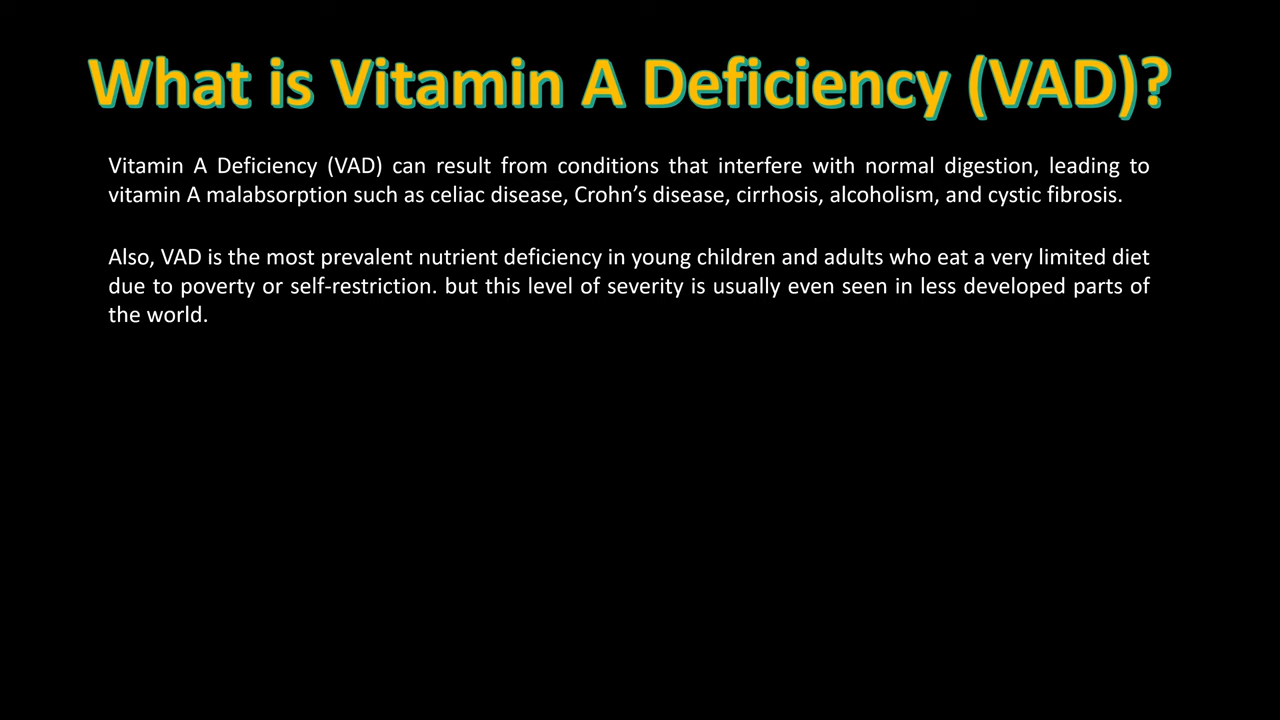 What is Vitamin A Deficiency (VAD)?
Vitamin A Deficiency (VAD) can result from conditions that interfere with normal digestion, leading to
vitamin A malabsorption such as celiac disease, Crohn’s disease, cirrhosis, alcoholism, and cystic fibrosis.
Also, VAD is the most prevalent nutrient deficiency in young children and adults who eat a very limited diet
due to poverty or self-restriction. but this level of severity is usually even seen in less developed parts of
the world.